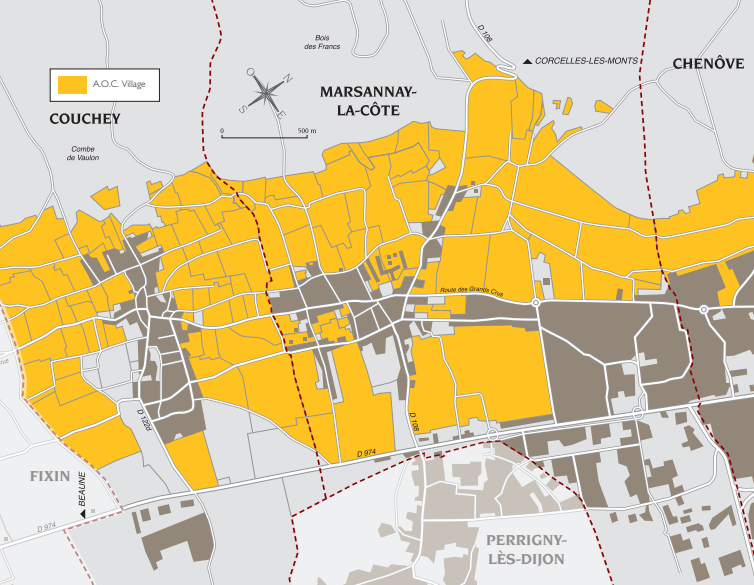 D 108
Bois
des Francs
CORCELLES-LES-MONTS
CHENÔVE
A.O.C. Village
O
N
S
E
MARSANNAY-
LA-CÔTE
COUCHEY
0
500 m
Combe
de Vaulon
Route des Grands Crus
D 122d
D 108
D 974
FIXIN
BEAUNE
D 974
PERRIGNY-
LÈS-DIJON